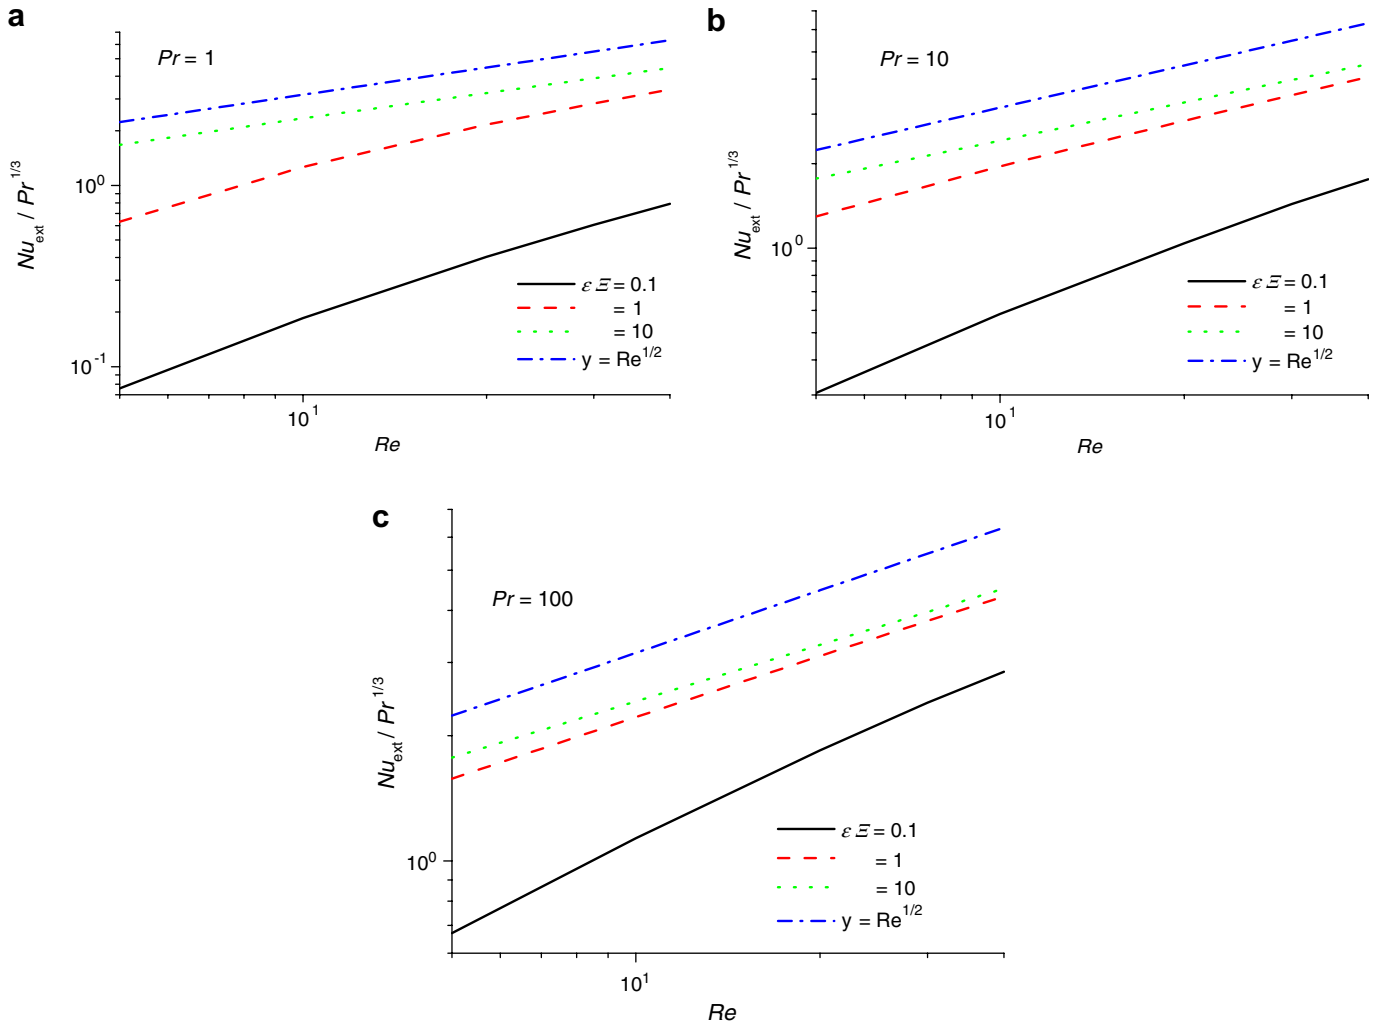 a
Pr = 1
Nu_ext / Pr^1/3
10^0
10^-1
ε Ξ = 0.1
= 1
= 10
y = Re^1/2
10^1
Re
b
Pr = 10
Nu_ext / Pr^1/3
10^0
ε Ξ = 0.1
= 1
= 10
y = Re^1/2
10^1
Re
c
Pr = 100
Nu_ext / Pr^1/3
10^0
ε Ξ = 0.1
= 1
= 10
y = Re^1/2
10^1
Re